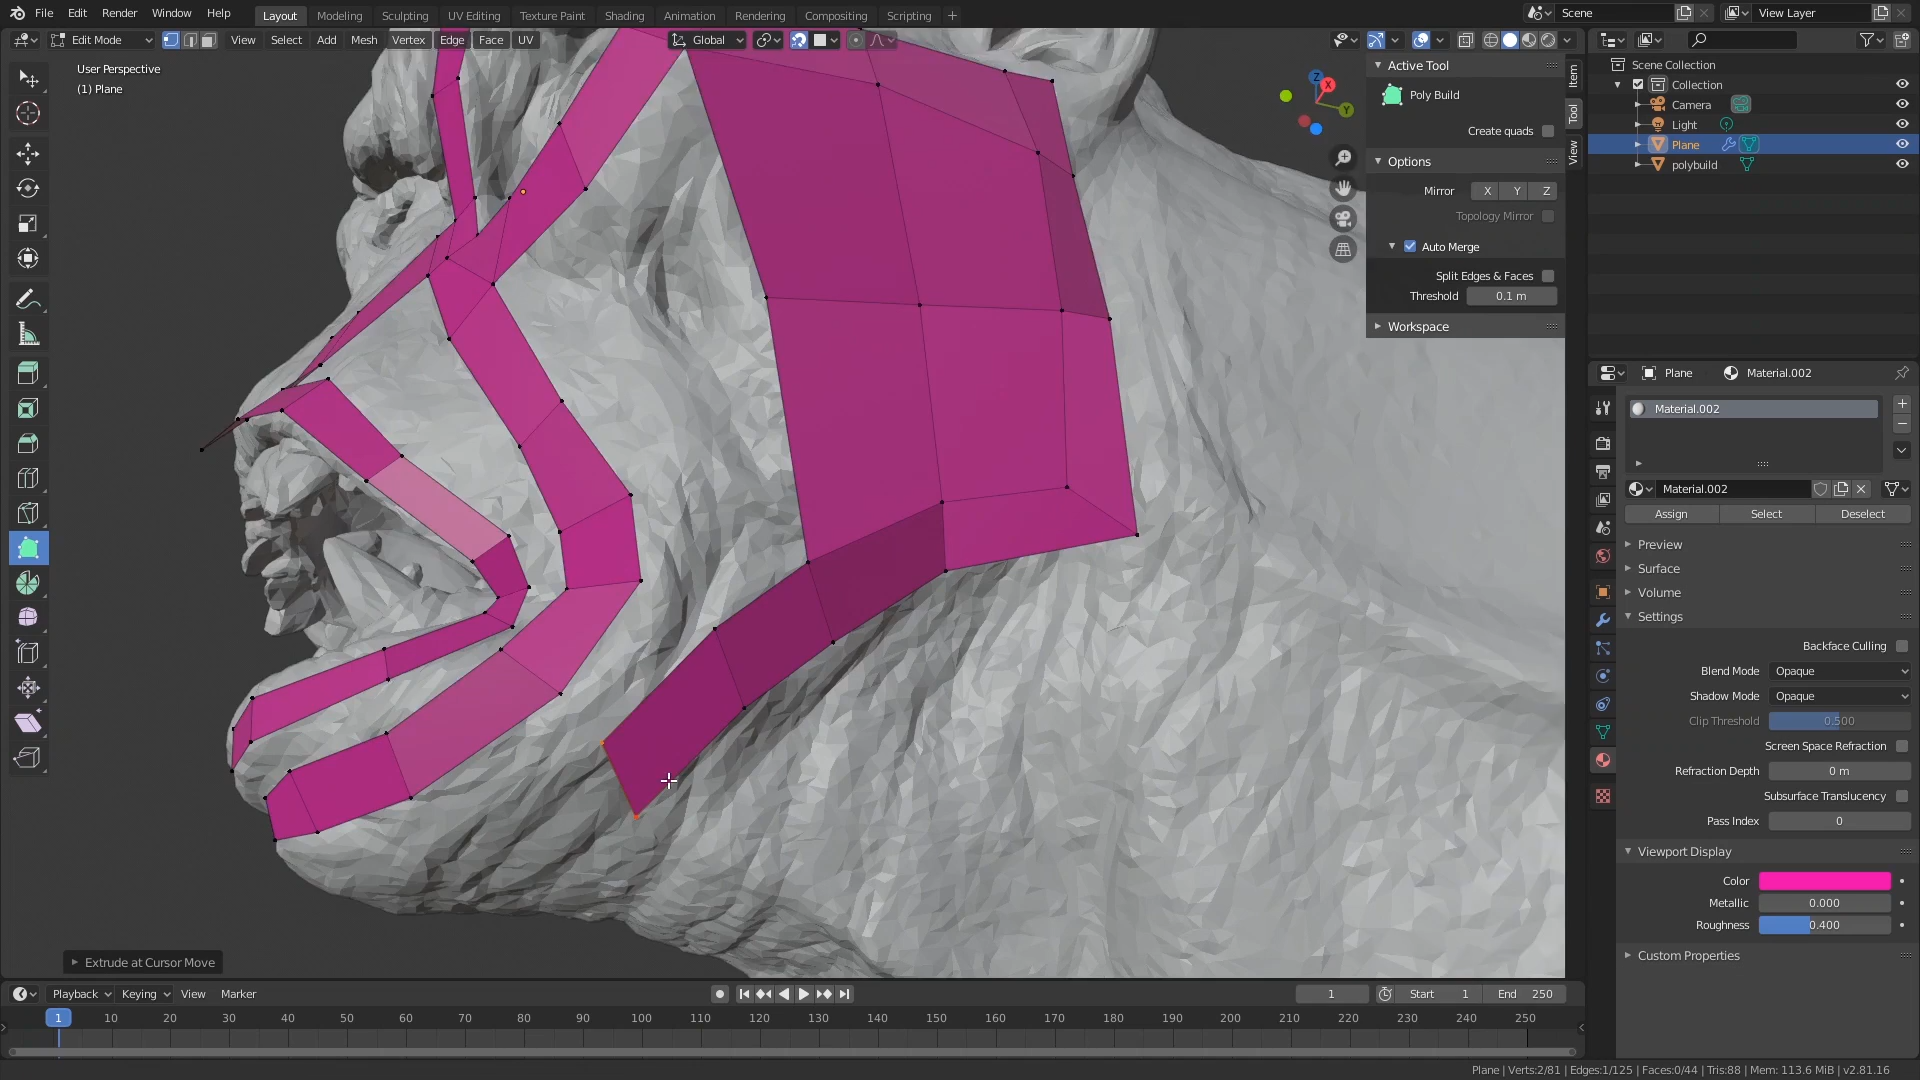 File Edit Render Window Help
Layout Modeling Sculpting UV Editing Texture Paint Shading Animation Rendering Compositing Scripting +
Scene
View Layer
Edit Mode View Select Add Mesh Vertex Edge Face UV
Global
User Perspective
(1) Plane
Z
X
Y
Item
Tool
View
Active Tool
Poly Build
Create quads
Options
Mirror X Y Z
Topology Mirror
Auto Merge
Split Edges & Faces
Threshold 0.1 m
Workspace
Scene Collection
Collection
Camera
Light
Plane
polybuild
Plane Material.002
Material.002
Material.002
Assign Select Deselect
Preview
Surface
Volume
Settings
Backface Culling
Blend Mode Opaque
Shadow Mode Opaque
Clip Threshold 0.500
Screen Space Refraction
Refraction Depth 0 m
Subsurface Translucency
Pass Index 0
Viewport Display
Color
Metallic 0.000
Roughness 0.400
Custom Properties
Extrude at Cursor Move
Playback Keying View Marker
1 Start 1 End 250
1 10 20 30 40 50 60 70 80 90 100 110 120 130 140 150 160 170 180 190 200 210 220 230 240 250
Plane | Verts:2/81 | Edges:1/125 | Faces:0/44 | Tris:88 | Mem: 113.6 MiB | v2.81.16